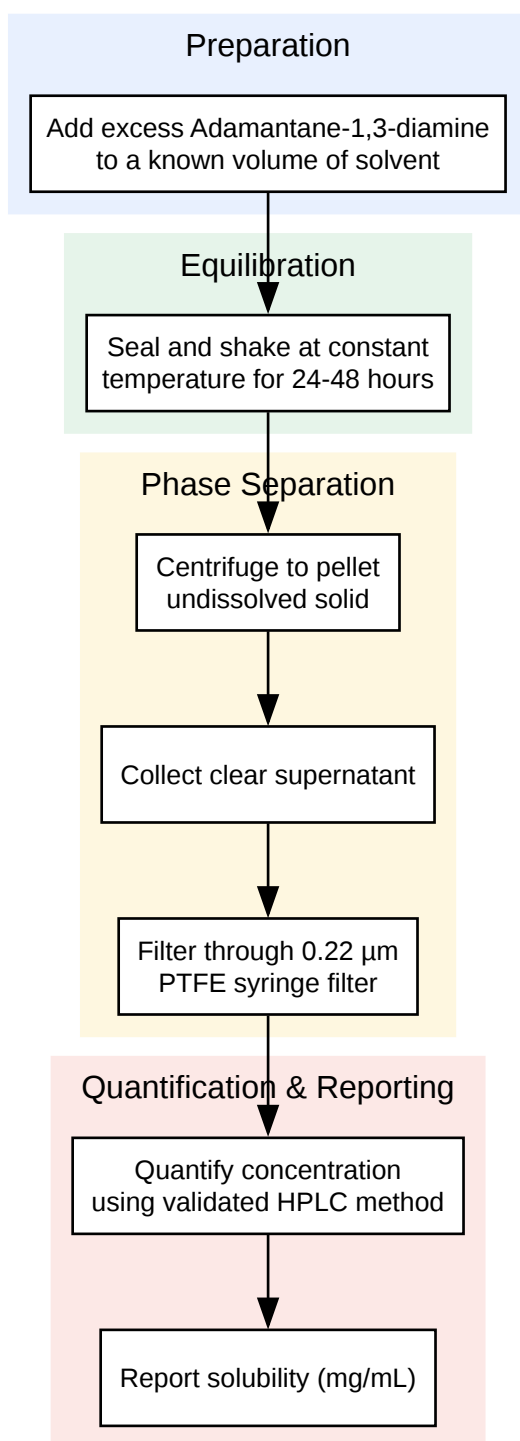 Preparation
Add excess Adamantane-1,3-diamine
to a known volume of solvent
Equilibration
Seal and shake at constant
temperature for 24-48 hours
Phase Separation
Centrifuge to pellet
undissolved solid
Collect clear supernatant
Filter through 0.22 µm
PTFE syringe filter
Quantification & Reporting
Quantify concentration
using validated HPLC method
Report solubility (mg/mL)